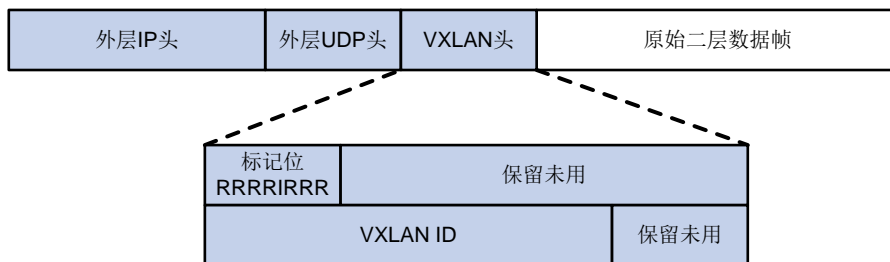 外层IP头
外层UDP头
VXLAN头
原始二层数据帧
标记位
RRRRIRRR
保留未用
VXLAN ID
保留未用